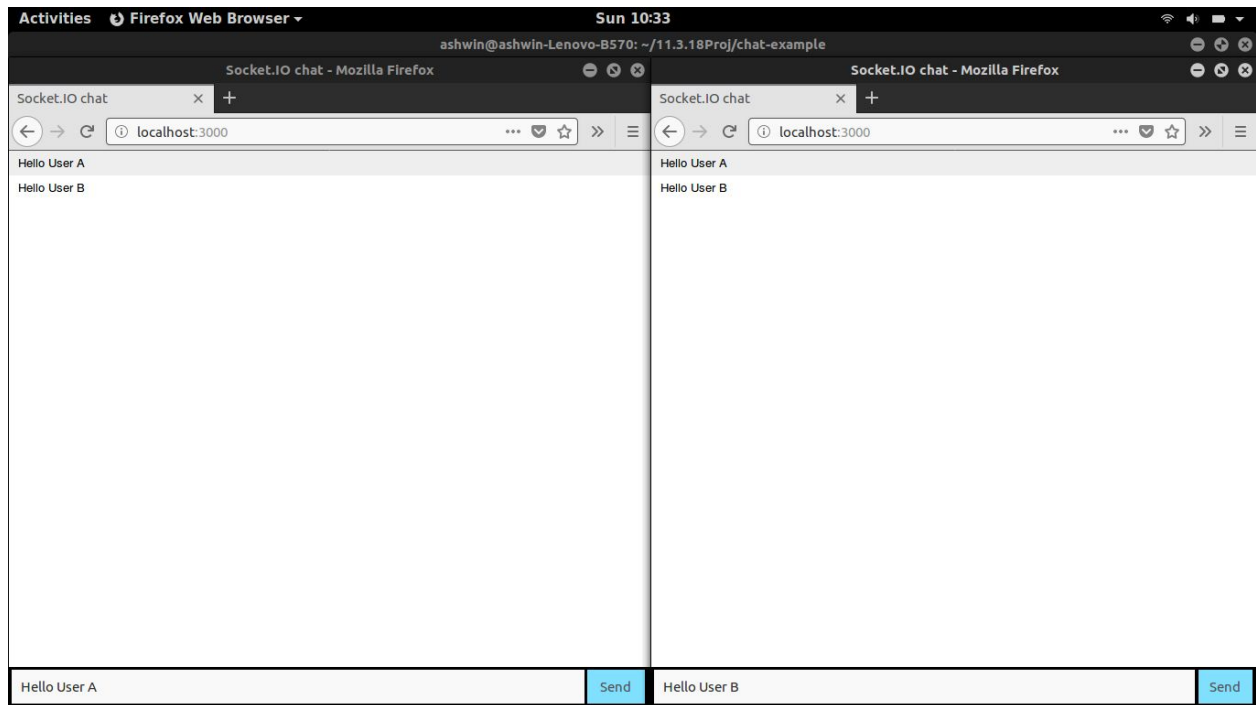 Activities Firefox Web Browser Sun 10:33
ashwin@ashwin-Lenovo-B570: ~/11.3.18Proj/chat-example
Socket.IO chat - Mozilla Firefox
Socket.IO chat
localhost:3000
Hello User A
Hello User B
Hello User A
Send
Socket.IO chat - Mozilla Firefox
Socket.IO chat
localhost:3000
Hello User A
Hello User B
Hello User B
Send